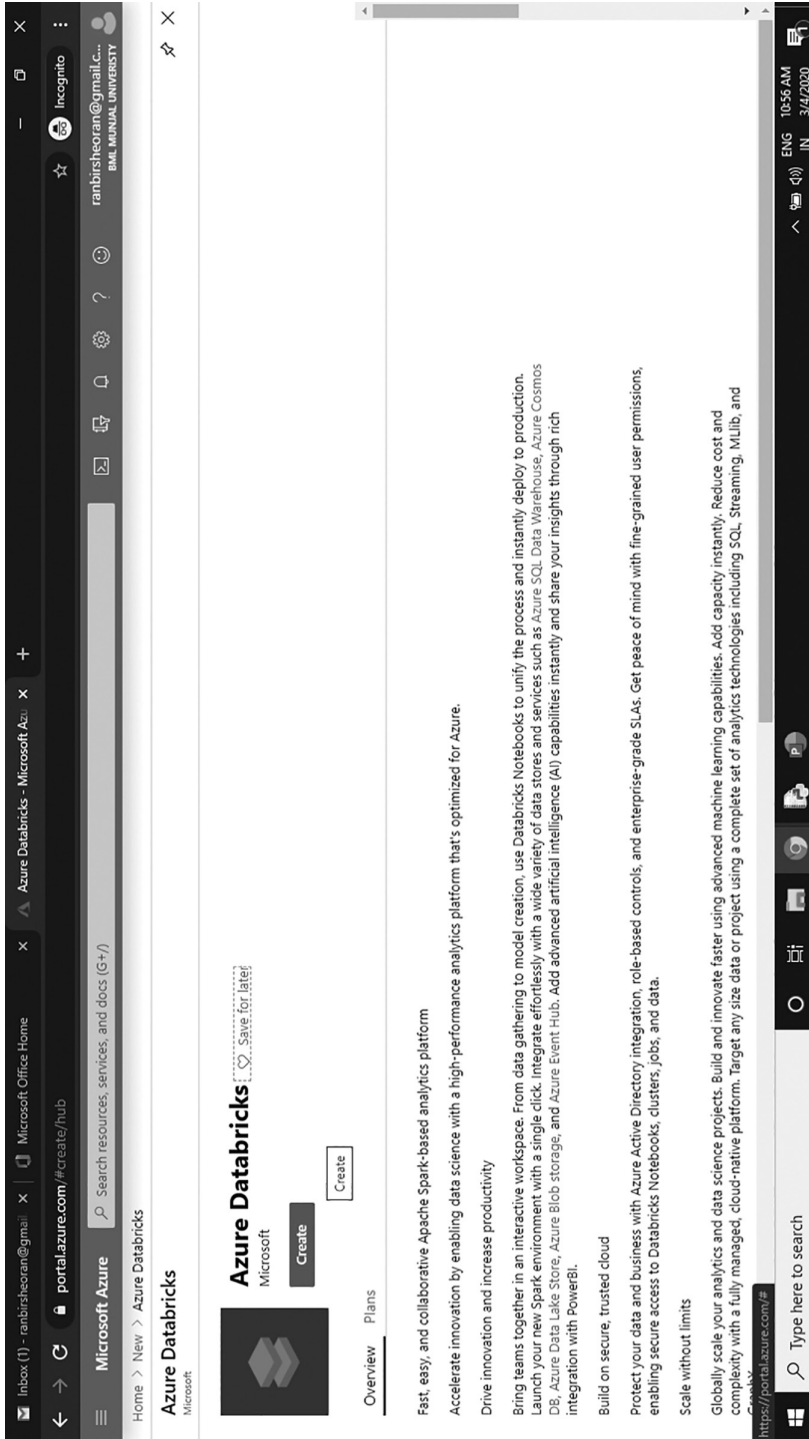 Inbox (1) - ranbirsheoran@gmail
Microsoft Office Home
Azure Databricks - Microsoft Azu
portal.azure.com/#create/hub
Incognito
Microsoft Azure
Search resources, services, and docs (G+/)
ranbirsheoran@gmail.c...
BML MUNJAL UNIVERISTY
Home > New > Azure Databricks
Azure Databricks
Microsoft
Azure Databricks
Save for later
Microsoft
Create
Create
Overview Plans
Fast, easy, and collaborative Apache Spark-based analytics platform
Accelerate innovation by enabling data science with a high-performance analytics platform that's optimized for Azure.
Drive innovation and increase productivity
Bring teams together in an interactive workspace. From data gathering to model creation, use Databricks Notebooks to unify the process and instantly deploy to production.
Launch your new Spark environment with a single click. Integrate effortlessly with a wide variety of data stores and services such as Azure SQL Data Warehouse, Azure Cosmos
DB, Azure Data Lake Store, Azure Blob storage, and Azure Event Hub. Add advanced artificial intelligence (AI) capabilities instantly and share your insights through rich
integration with PowerBI.
Build on secure, trusted cloud
Protect your data and business with Azure Active Directory integration, role-based controls, and enterprise-grade SLAs. Get peace of mind with fine-grained user permissions,
enabling secure access to Databricks Notebooks, clusters, jobs, and data.
Scale without limits
Globally scale your analytics and data science projects. Build and innovate faster using advanced machine learning capabilities. Add capacity instantly. Reduce cost and
complexity with a fully managed, cloud-native platform. Target any size data or project using a complete set of analytics technologies including SQL, Streaming, MLlib, and
GraphX
https://portal.azure.com/#
Type here to search
ENG
IN
10:56 AM
3/4/2020